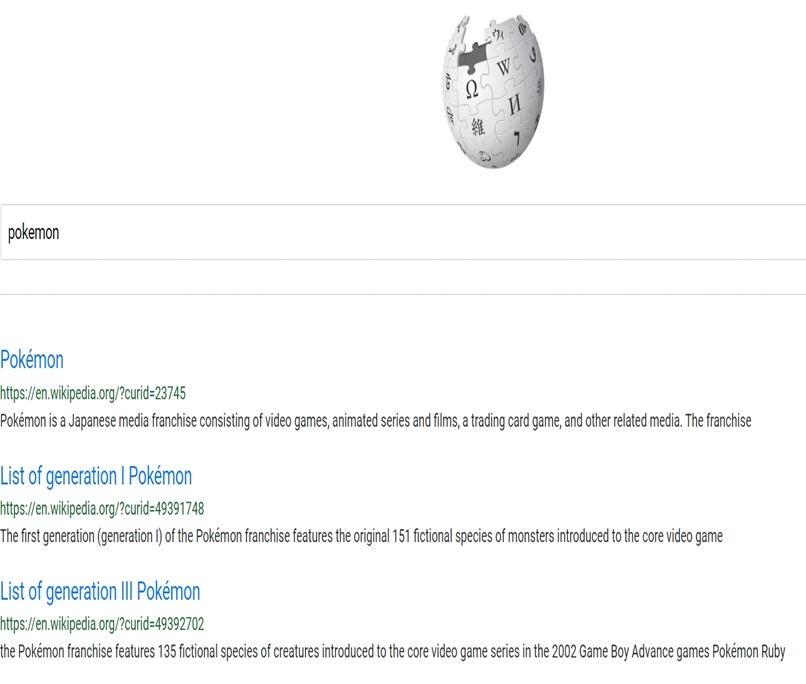 pokemon
Pokémon
https://en.wikipedia.org/?curid=23745
Pokémon is a Japanese media franchise consisting of video games, animated series and films, a trading card game, and other related media. The franchise
List of generation I Pokémon
https://en.wikipedia.org/?curid=49391748
The first generation (generation I) of the Pokémon franchise features the original 151 fictional species of monsters introduced to the core video game
List of generation III Pokémon
https://en.wikipedia.org/?curid=49392702
the Pokémon franchise features 135 fictional species of creatures introduced to the core video game series in the 2002 Game Boy Advance games Pokémon Ruby